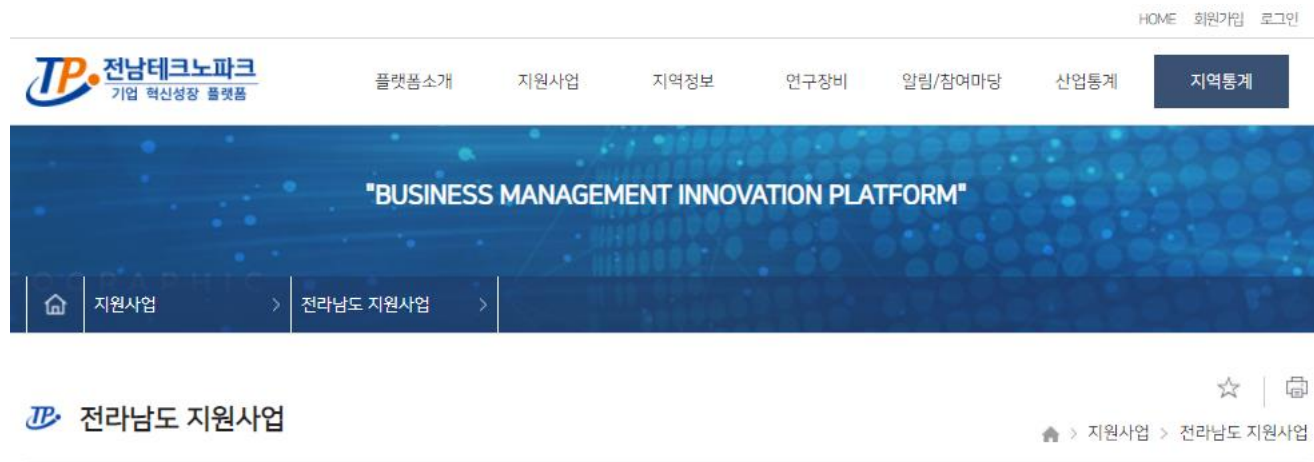 HOME 회원가입 로그인
TP 전남테크노파크
기업 혁신성장 플랫폼
플랫폼소개 지원사업 지역정보 연구장비 알림/참여마당 산업통계 지역통계
"BUSINESS MANAGEMENT INNOVATION PLATFORM"
OGRAPHIC
지원사업 > 전라남도 지원사업 >
TP 전라남도 지원사업
> 지원사업 > 전라남도 지원사업